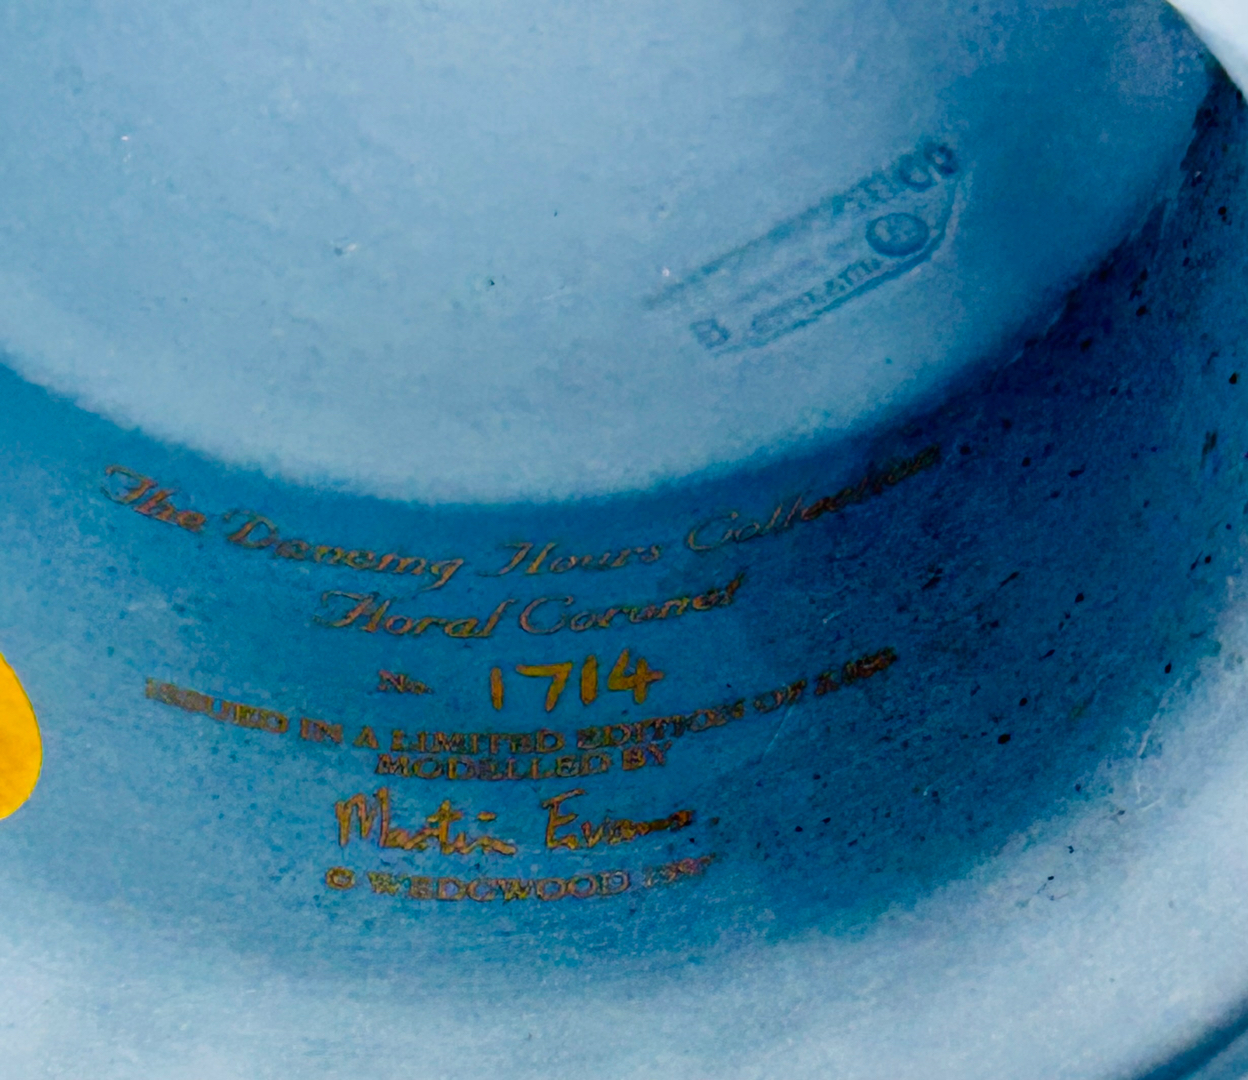 The Dancing Hours Collection
Floral Coronet
No. 1714
ISSUED IN A LIMITED EDITION OF
MODELLED BY
Martin Evans
© WEDGWOOD